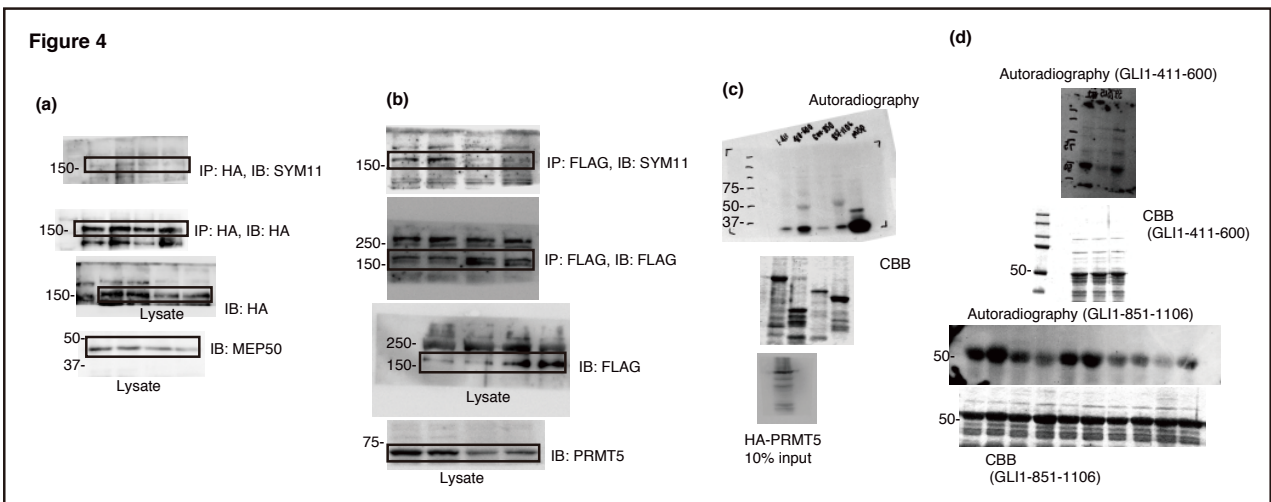 Figure 4
(a)
150-
IP: HA, IB: SYM11
150-
IP: HA, IB: HA
150-
IB: HA
Lysate
50-
37-
IB: MEP50
Lysate
(b)
150-
IP: FLAG, IB: SYM11
250-
150-
IP: FLAG, IB: FLAG
250-
150-
IB: FLAG
Lysate
75-
IB: PRMT5
Lysate
(c)
Autoradiography
75-
50-
37-
CBB
HA-PRMT5
10% input
(d)
Autoradiography (GLI1-411-600)
CBB
(GLI1-411-600)
50-
Autoradiography (GLI1-851-1106)
50-
50-
CBB
(GLI1-851-1106)